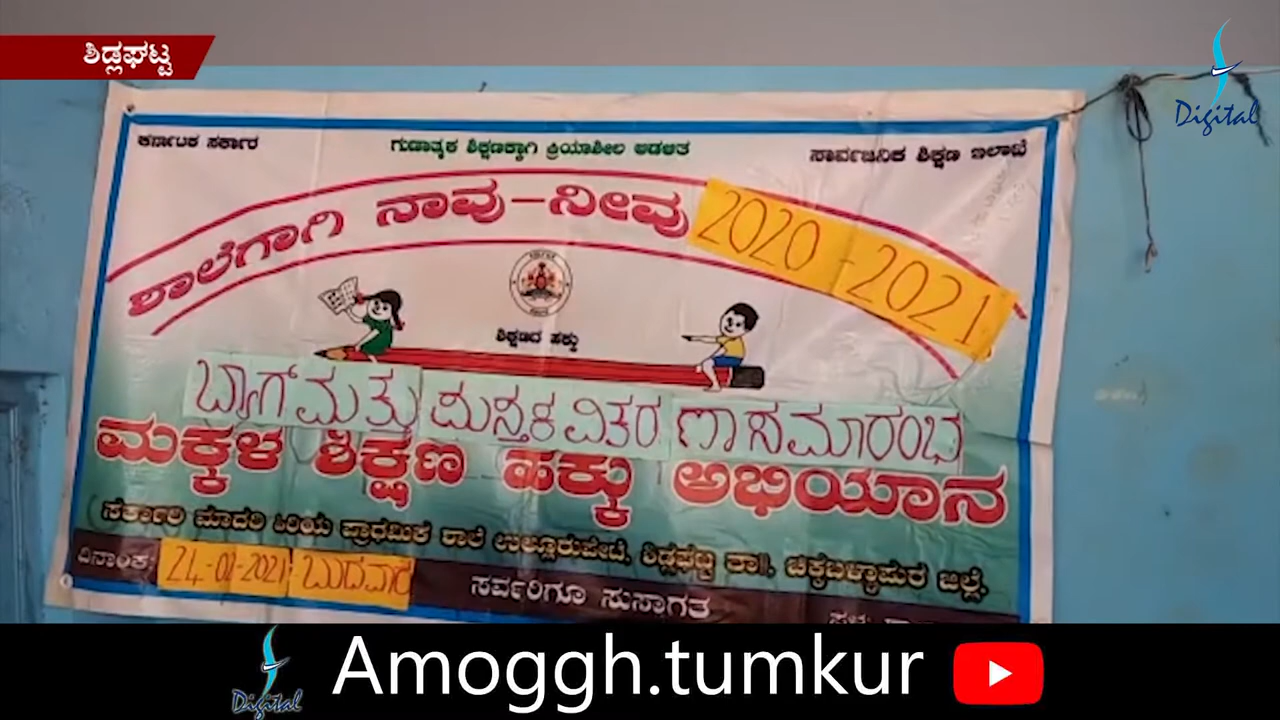 ಶಿಡ್ಲಘಟ್ಟ
Digital
ಕರ್ನಾಟಕ ಸರ್ಕಾರ
ಗುಣಾತ್ಮಕ ಶಿಕ್ಷಣಕ್ಕಾಗಿ ಕ್ರಿಯಾಶೀಲ ಆಡಳಿತ
ಸಾರ್ವಜನಿಕ ಶಿಕ್ಷಣ ಇಲಾಖೆ
ಶಾಲೆಗಾಗಿ ನಾವು-ನೀವು 2020-2021
ಶಿಕ್ಷಣದ ಹಕ್ಕು
ಬ್ಯಾಗ್ ಮತ್ತು ಪುಸ್ತಕ ವಿತರಣಾ ಸಮಾರಂಭ
ಮಕ್ಕಳ ಶಿಕ್ಷಣ ಹಕ್ಕು ಅಭಿಯಾನ
ಸರ್ಕಾರಿ ಮಾದರಿ ಹಿರಿಯ ಪ್ರಾಥಮಿಕ ಶಾಲೆ ಉಲ್ಲೂರುಪೇಟೆ, ಶಿಡ್ಲಘಟ್ಟ ತಾ||, ಚಿಕ್ಕಬಳ್ಳಾಪುರ ಜಿಲ್ಲೆ.
ದಿನಾಂಕ: 24-02-2021 ಬುದವಾರ
ಸರ್ವರಿಗೂ ಸುಸ್ವಾಗತ
Digital
Amoggh.tumkur